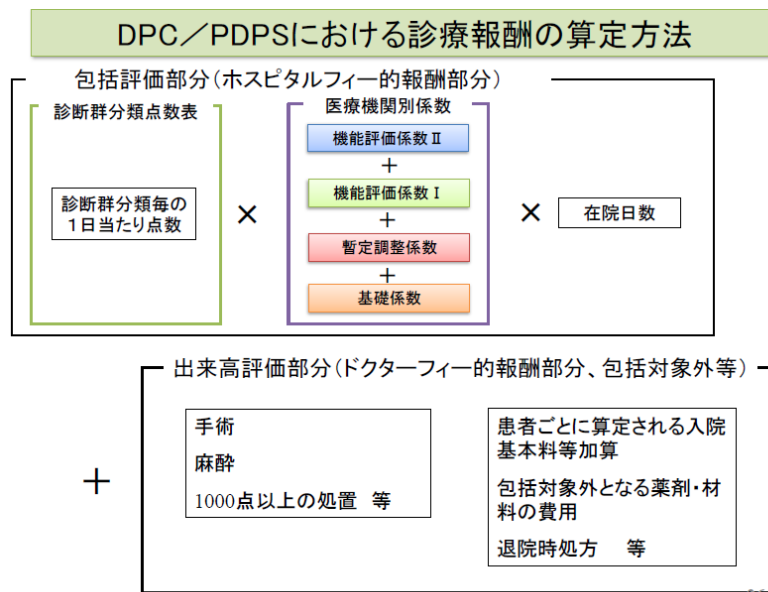 DPC／PDPSにおける診療報酬の算定方法
包括評価部分（ホスピタルフィー的報酬部分）
診断群分類点数表
医療機関別係数
診断群分類毎の
1日当たり点数
×
機能評価係数Ⅱ
＋
機能評価係数Ⅰ
＋
暫定調整係数
＋
基礎係数
×
在院日数
＋
出来高評価部分（ドクターフィー的報酬部分、包括対象外等）
手術
麻酔
1000点以上の処置　等
患者ごとに算定される入院
基本料等加算
包括対象外となる薬剤・材
料の費用
退院時処方　等